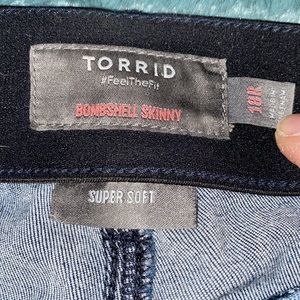 TORRID
#FeelTheFit
BOMBSHELL SKINNY
18R
SUPER SOFT